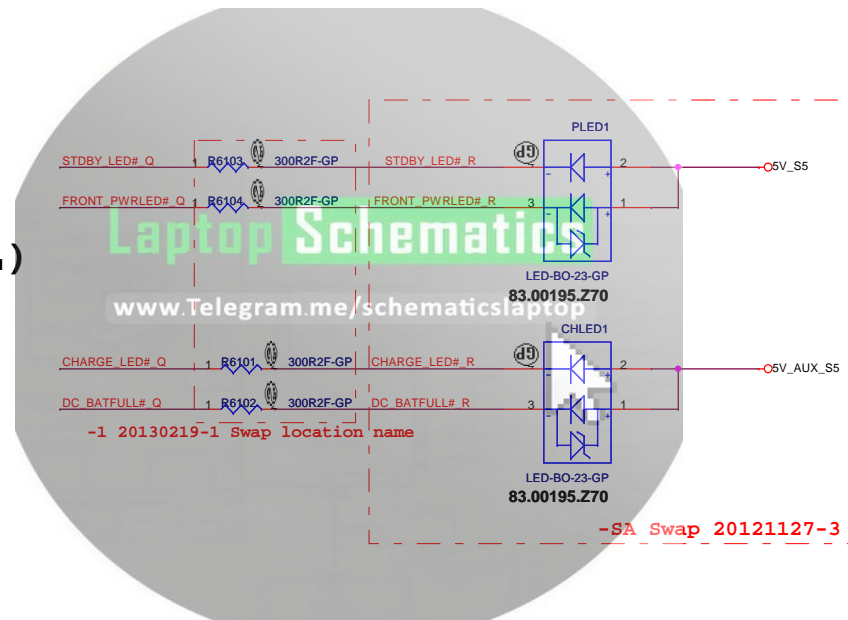 PLED1
STDBY_LED#_Q 1 R6103 300R2F-GP STDBY_LED#_R GP - + 2 5V_S5
FRONT_PWRLED#_Q 1 R6104 300R2F-GP FRONT_PWRLED#_R 3 - + 1
Laptop Schematics
)
LED-BO-23-GP
83.00195.Z70
www.Telegram.me/schematicslaptop
CHLED1
CHARGE_LED#_Q 1 R6101 300R2F-GP CHARGE_LED#_R GP - + 2 5V_AUX_S5
DC_BATFULL#_Q 1 R6102 300R2F-GP DC_BATFULL#_R 3 - + 1
-1 20130219-1 Swap location name
LED-BO-23-GP
83.00195.Z70
-SA Swap 20121127-3